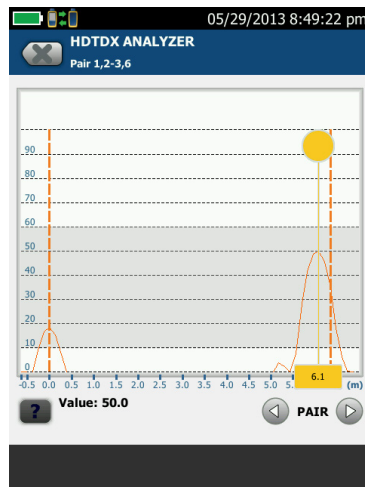 05/29/2013 8:49:22 pm
HDTDX ANALYZER
Pair 1,2-3,6
90
80
70
60
50
40
30
20
10
0
-0.5 0.0 0.5 1.0 1.5 2.0 2.5 3.0 3.5 4.0 4.5 5.0 5. 6.1 (m)
? Value: 50.0 PAIR